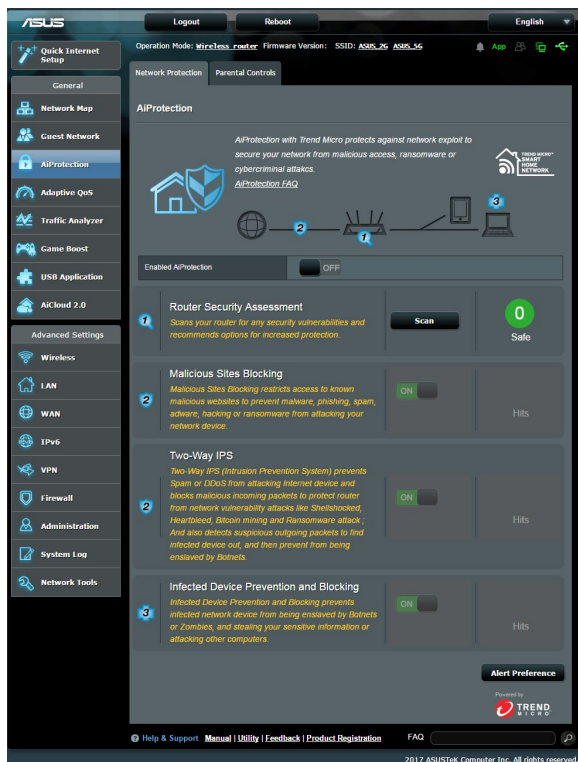 ASUS
Logout
Reboot
English
Quick Internet
Setup
General
Network Map
Guest Network
AiProtection
Adaptive QoS
Traffic Analyzer
Game Boost
USB Application
AiCloud 2.0
Advanced Settings
Wireless
LAN
WAN
IPv6
VPN
Firewall
Administration
System Log
Network Tools
Operation Mode: Wireless router Firmware Version: SSID: ASUS_2G ASUS_5G
App
Network Protection
Parental Controls
AiProtection
AiProtection with Trend Micro protects against network exploit to
secure your network from malicious access, ransomware or
cybercriminal attakcs.
AiProtection FAQ
TREND MICRO™
SMART
HOME
NETWORK
2
1
3
Enabled AiProtection
OFF
1
Router Security Assessment
Scans your router for any security vulnerabilities and
recommends options for increased protection.
Scan
0
Safe
2
Malicious Sites Blocking
Malicious Sites Blocking restricts access to known
malicious websites to prevent malware, phishing, spam,
adware, hacking or ransomware from attacking your
network device.
ON
Hits
2
Two-Way IPS
Two-Way IPS (Intrusion Prevention System) prevents
Spam or DDoS from attacking Internet device and
blocks malicious incoming packets to protect router
from network vulnerability attacks like Shellshocked,
Heartbleed, Bitcoin mining and Ransomware attack ;
And also detects suspicious outgoing packets to find
infected device out, and then prevent from being
enslaved by Botnets.
ON
Hits
3
Infected Device Prevention and Blocking
Infected Device Prevention and Blocking prevents
infected network device from being enslaved by Botnets
or Zombies, and stealing your sensitive information or
attacking other computers.
ON
Hits
Alert Preference
Powered by
TREND
MICRO
Help & Support Manual | Utility | Feedback | Product Registration
FAQ
2017 ASUSTeK Computer Inc. All rights reserved